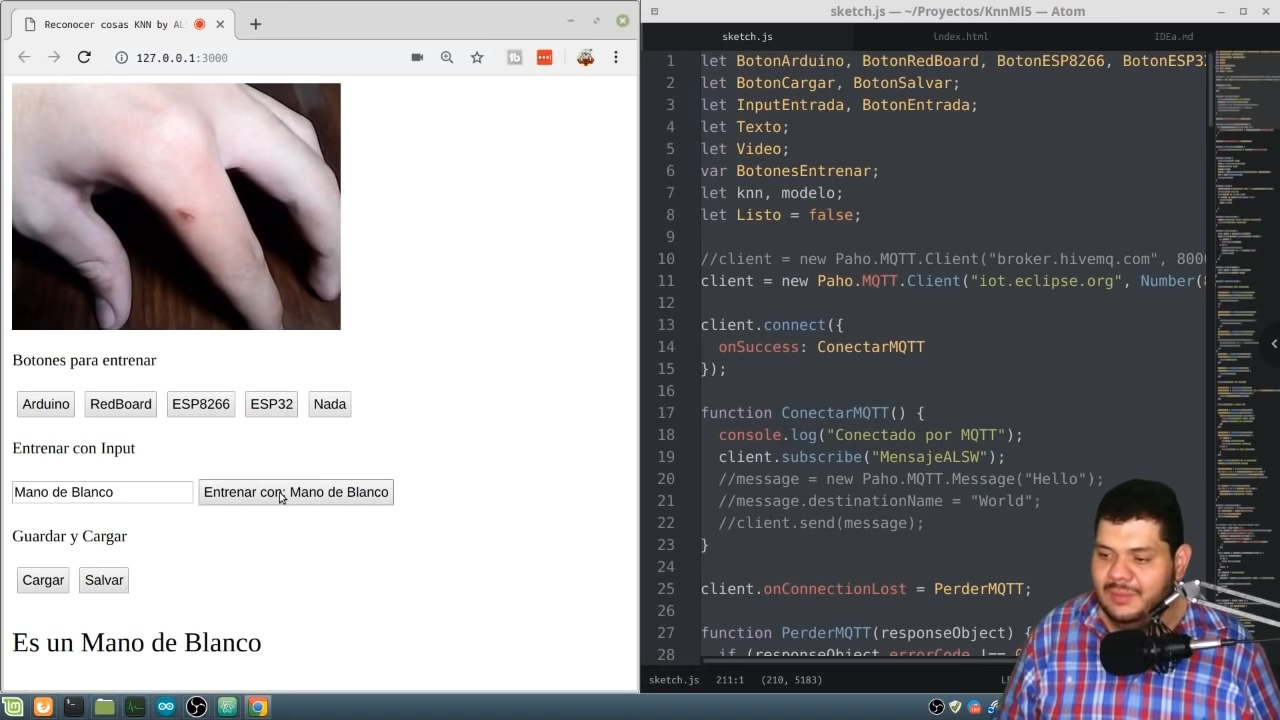 Reconocer cosas KNN by AL
sketch.js — ~/Proyectos/KnnMl5 — Atom
127.0.0.1:3000
sketch.js
index.html
IDEa.md
Botones para entrenar
Arduino
board
ESP8266
ESP32
Nada
Entrenar con Input
Mano de Blanco
Entrenar con Mano de Blanco
Guardar y Cargar
Cargar
Salvar
Es un Mano de Blanco
1 let BotonArduino, BotonRedBoard, BotonESP8266, BotonESP3
2 let BotonCargar, BotonSalvar;
3 let InputEntrada, BotonEntrada;
4 let Texto;
5 let Video;
6 var BotonesEntrenar;
7 let knn, modelo;
8 let Listo = false;
9
10 //client = new Paho.MQTT.Client("broker.hivemq.com", 800
11 client = Paho.MQTT.Client("iot.eclipse.org", Number(
12
13 client.connect({
14 onSuccess ConectarMQTT
15 });
16
17 function ConectarMQTT() {
18 console.log("Conectado por MQTT");
19 client.subscribe("MensajeALSW");
20 //message = new Paho.MQTT.message("Hello");
21 //message.destinationName = "World";
22 //client.send(message);
23 }
24
25 client.onConnectionLost = PerderMQTT;
26
27 function PerderMQTT(responseObject) {
28 if (responseObject.errorCode !== 0
sketch.js 211:1 (210, 5183)